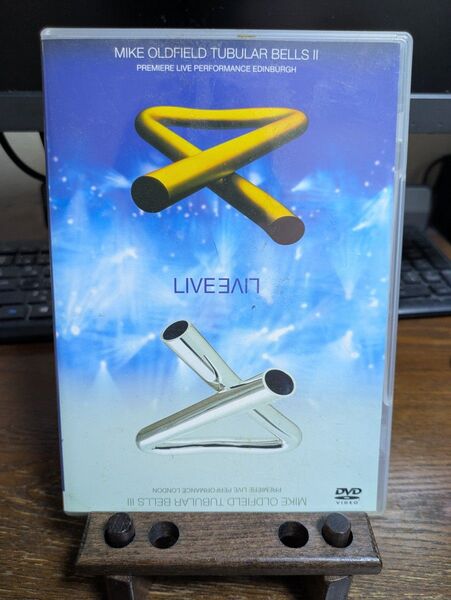 MIKE OLDFIELD TUBULAR BELLS II
PREMIERE LIVE PERFORMANCE EDINBURGH
LIVE LIVE
PREMIERE LIVE PERFORMANCE LONDON
MIKE OLDFIELD TUBULAR BELLS III
DVD
VIDEO